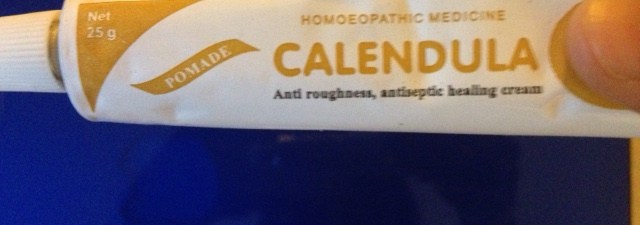 Net
25 g
POMADE
HOMOEOPATHIC MEDICINE
CALENDULA
Anti roughness, antiseptic healing cream